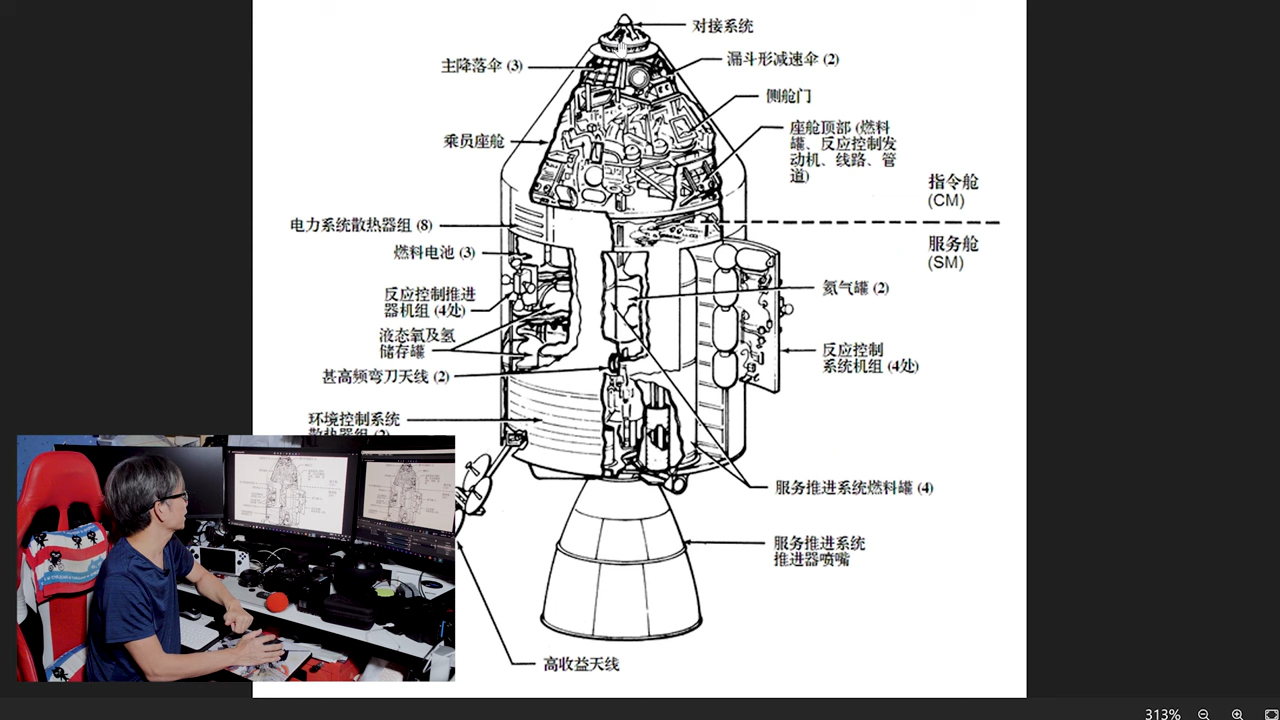 对接系统
主降落伞 (3)
漏斗形减速伞 (2)
侧舱门
座舱顶部 (燃料
罐、反应控制发
动机、线路、管
道)
乘员座舱
指令舱
(CM)
电力系统散热器组 (8)
服务舱
(SM)
燃料电池 (3)
氦气罐 (2)
反应控制推进
器机组 (4处)
液态氧及氢
储存罐
反应控制
系统机组 (4处)
甚高频弯刀天线 (2)
环境控制系统
散热器组 (2)
服务推进系统燃料罐 (4)
服务推进系统
推进器喷嘴
高收益天线
313%